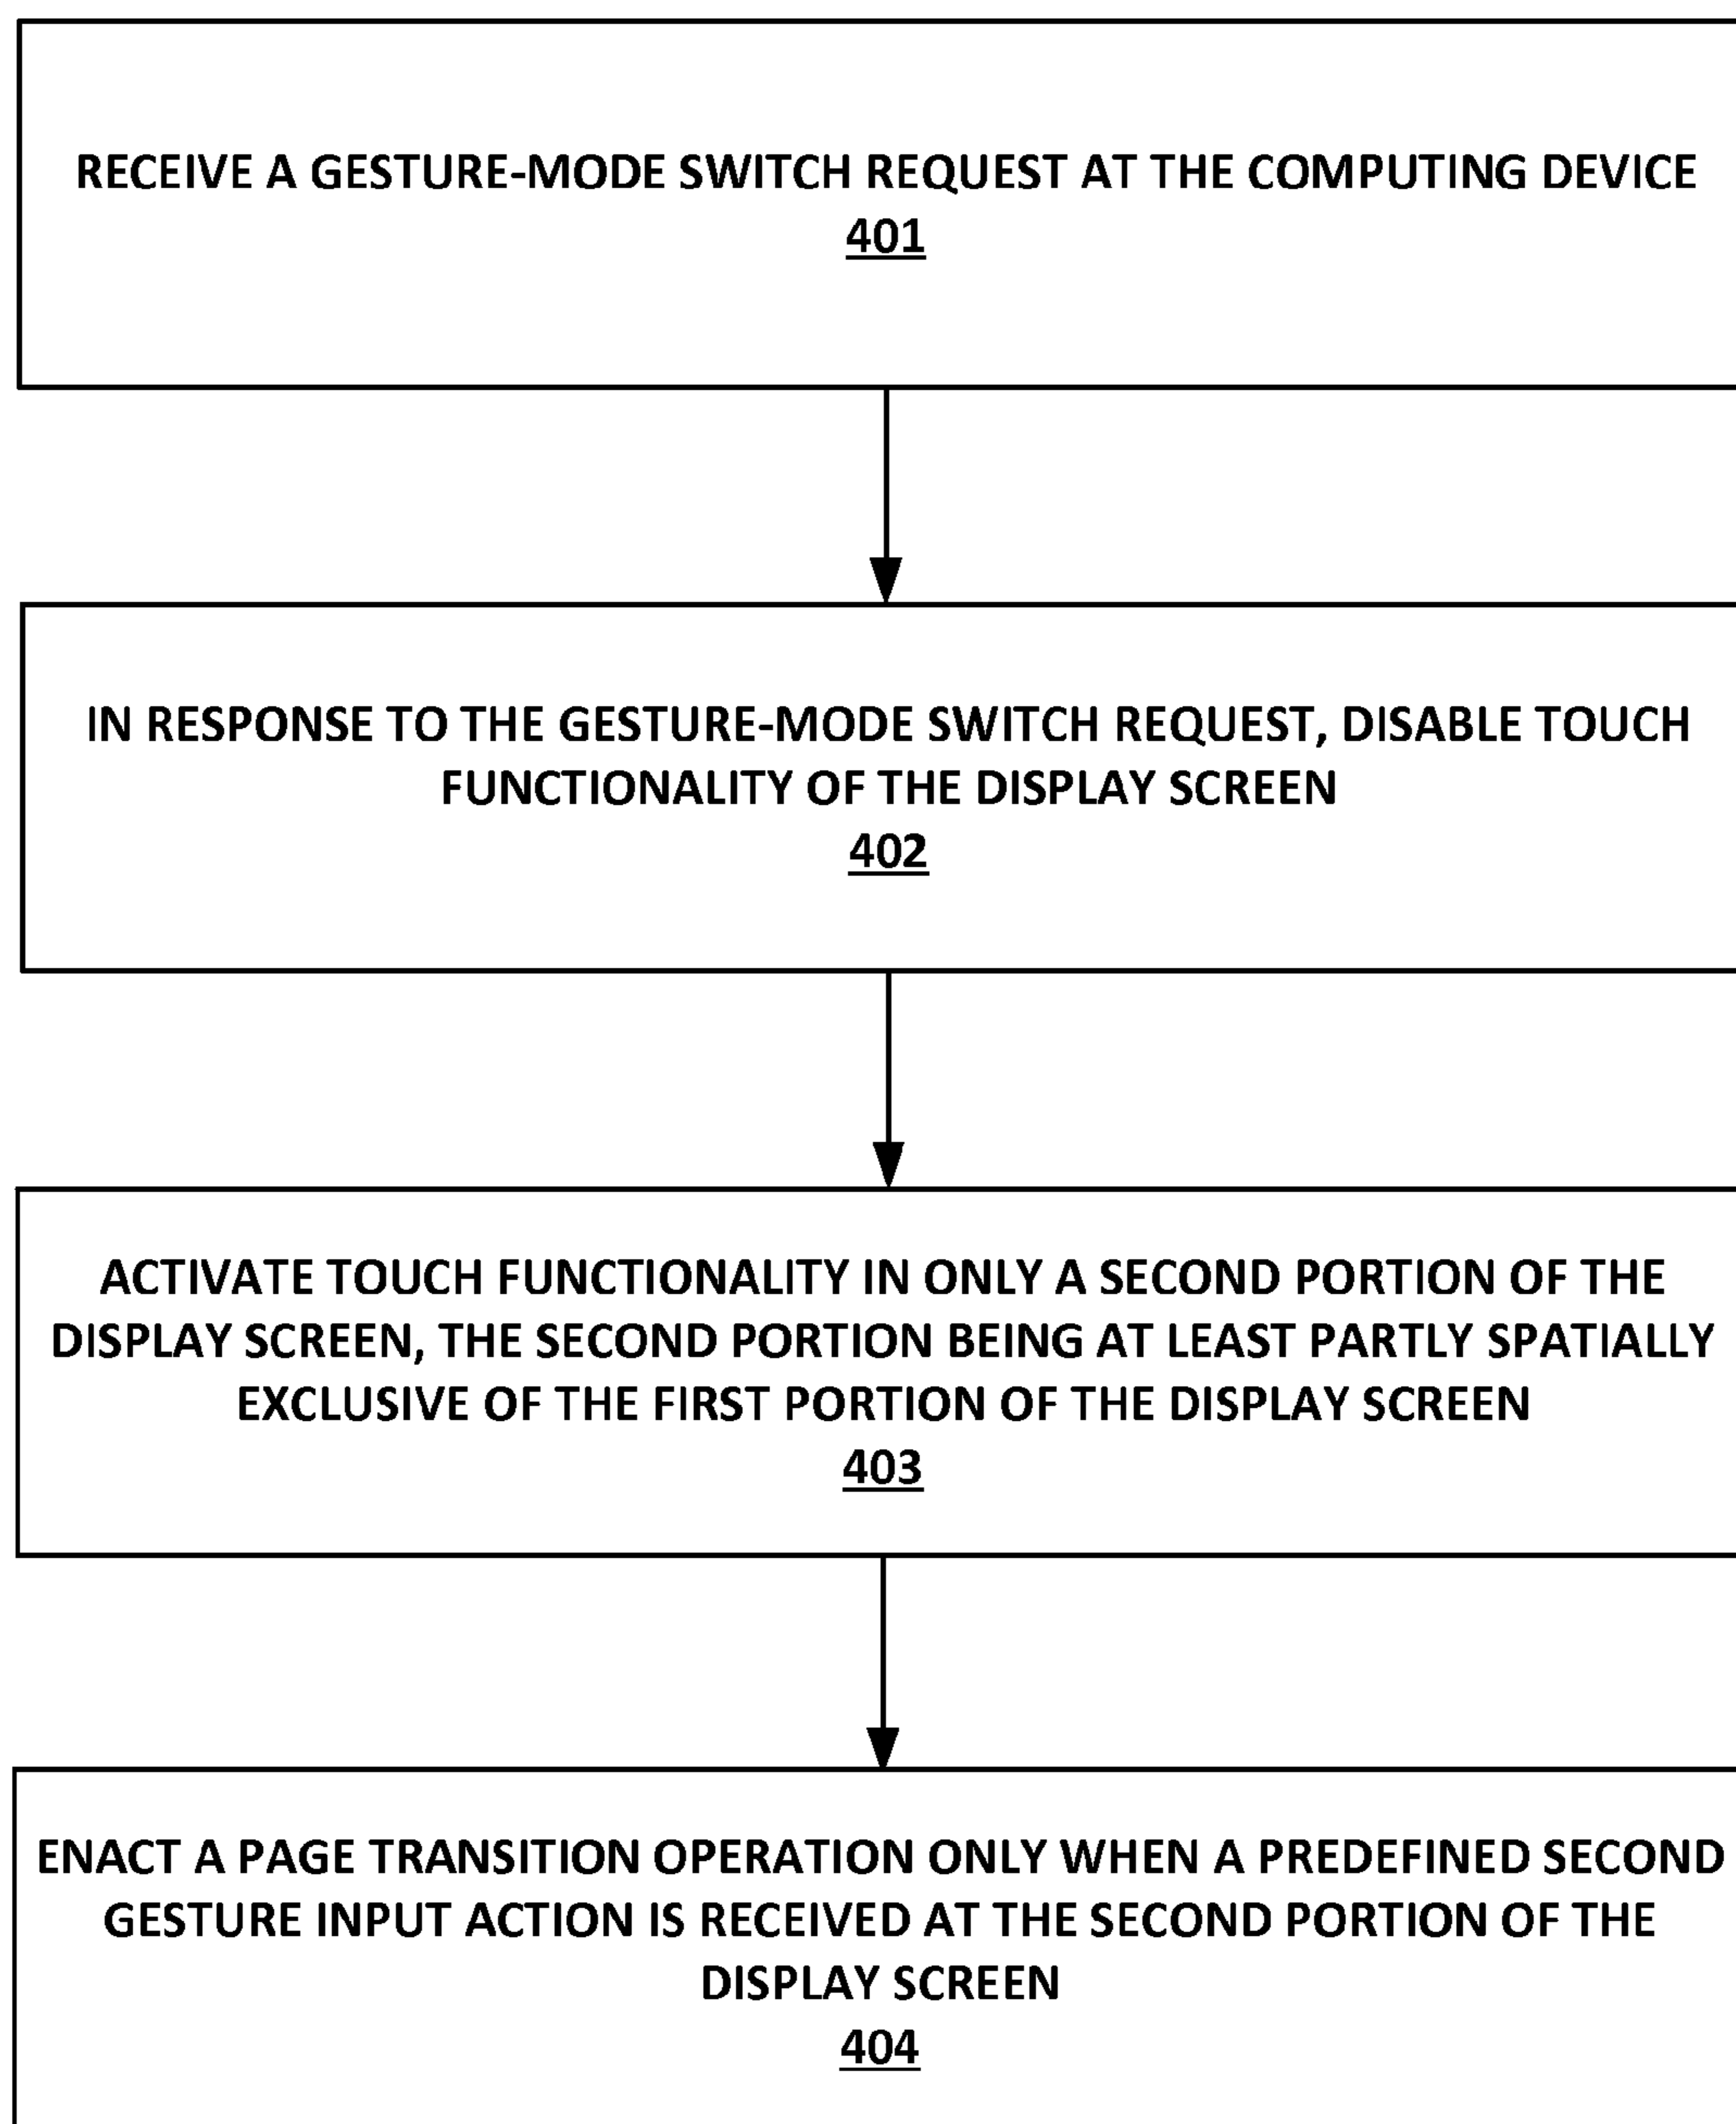 RECEIVE A GESTURE-MODE SWITCH REQUEST AT THE COMPUTING DEVICE
401
IN RESPONSE TO THE GESTURE-MODE SWITCH REQUEST, DISABLE TOUCH
FUNCTIONALITY OF THE DISPLAY SCREEN
402
ACTIVATE TOUCH FUNCTIONALITY IN ONLY A SECOND PORTION OF THE
DISPLAY SCREEN, THE SECOND PORTION BEING AT LEAST PARTLY SPATIALLY
EXCLUSIVE OF THE FIRST PORTION OF THE DISPLAY SCREEN
403
ENACT A PAGE TRANSITION OPERATION ONLY WHEN A PREDEFINED SECOND
GESTURE INPUT ACTION IS RECEIVED AT THE SECOND PORTION OF THE
DISPLAY SCREEN
404